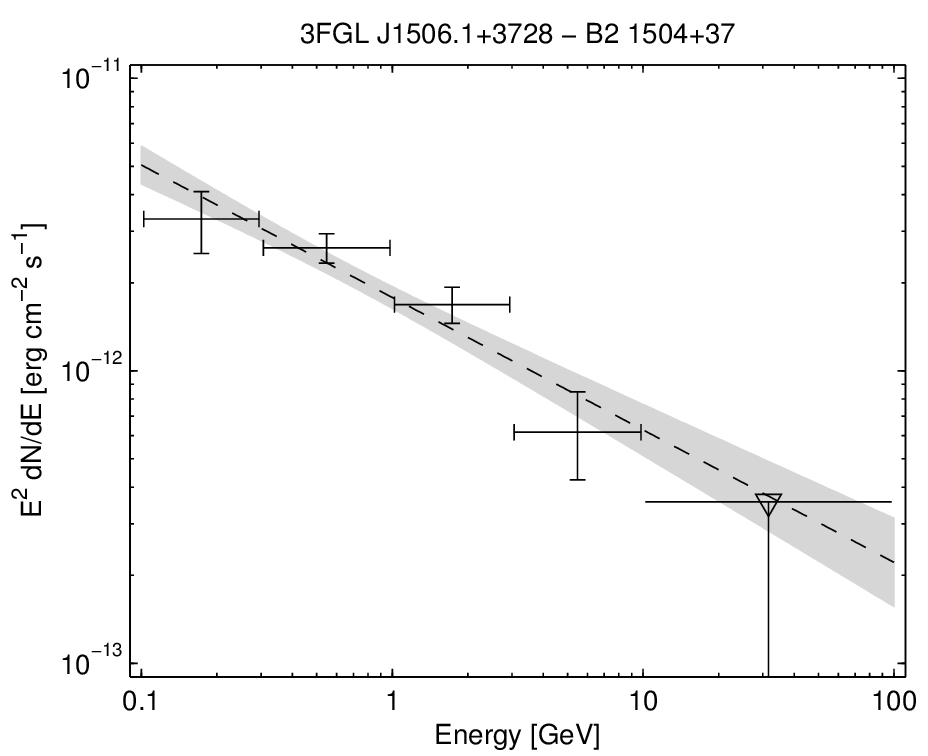 3FGL J1506.1+3728 − B2 1504+37
10⁻¹¹
10⁻¹²
10⁻¹³
E² dN/dE [erg cm⁻² s⁻¹]
0.1 1 10 100
Energy [GeV]